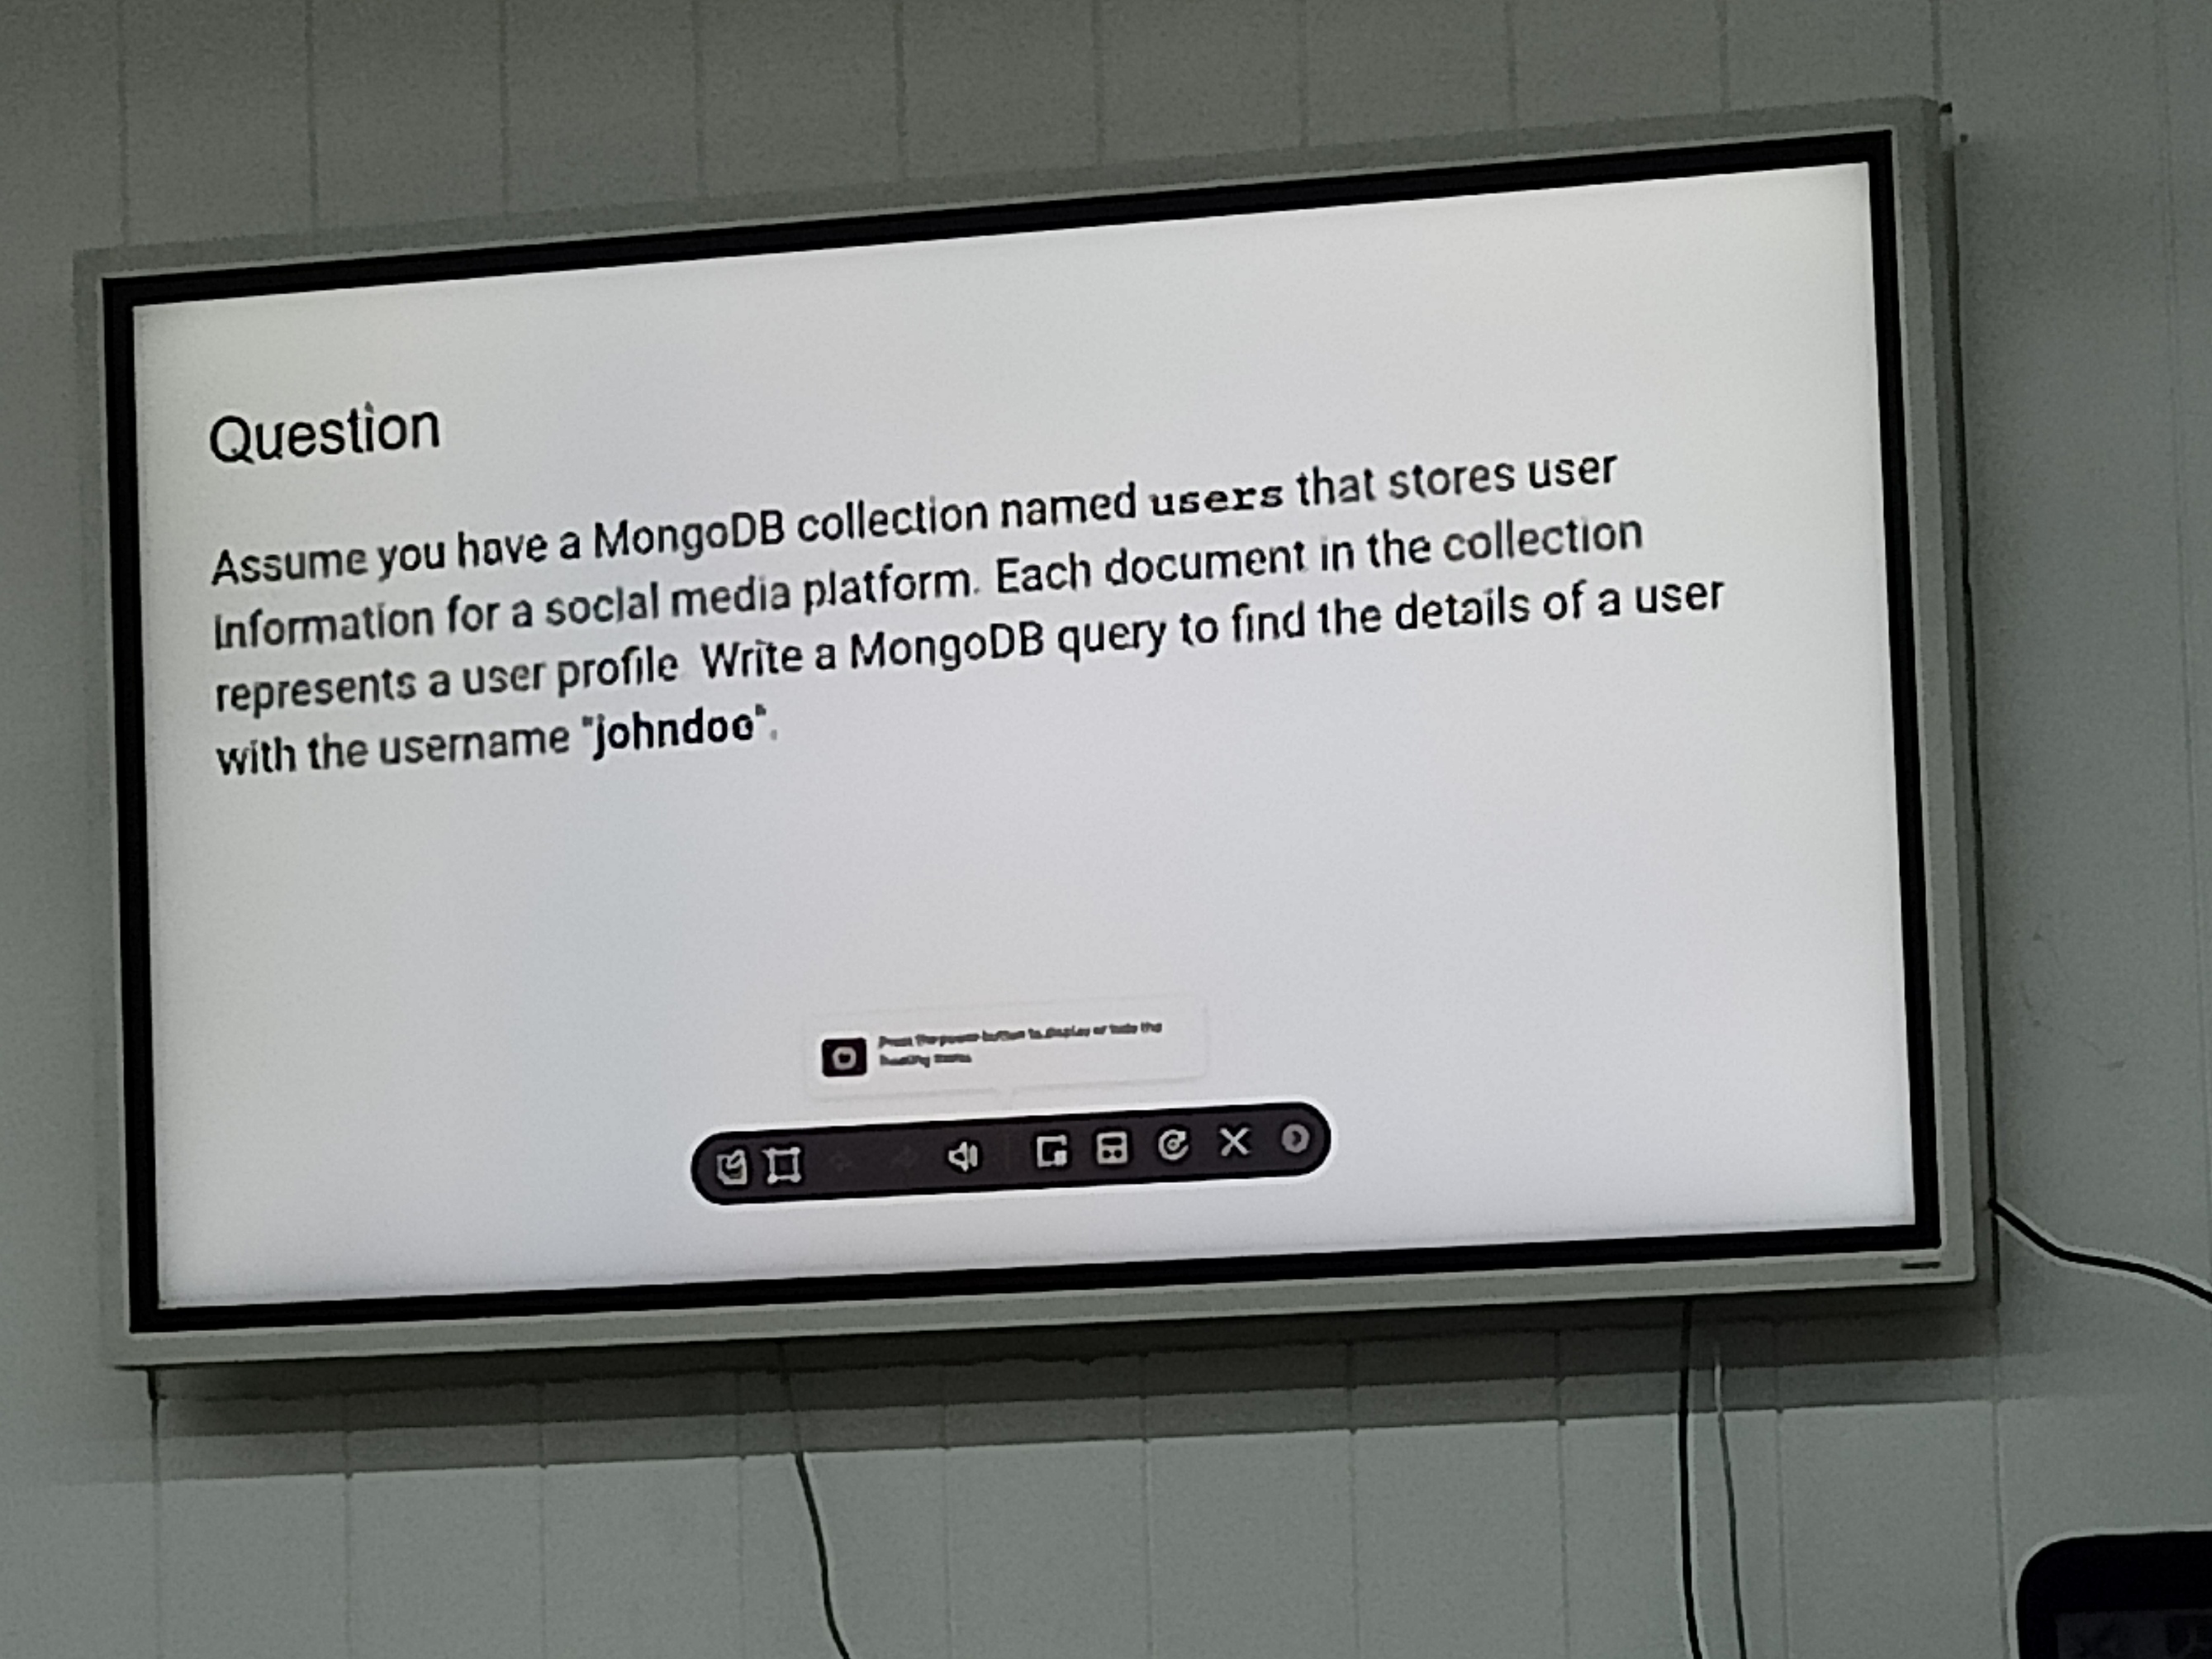 Question
Assume you have a MongoDB collection named users that stores user
information for a social media platform. Each document in the collection
represents a user profile. Write a MongoDB query to find the details of a user
with the username "johndoe".
Press the power button to display or hide the